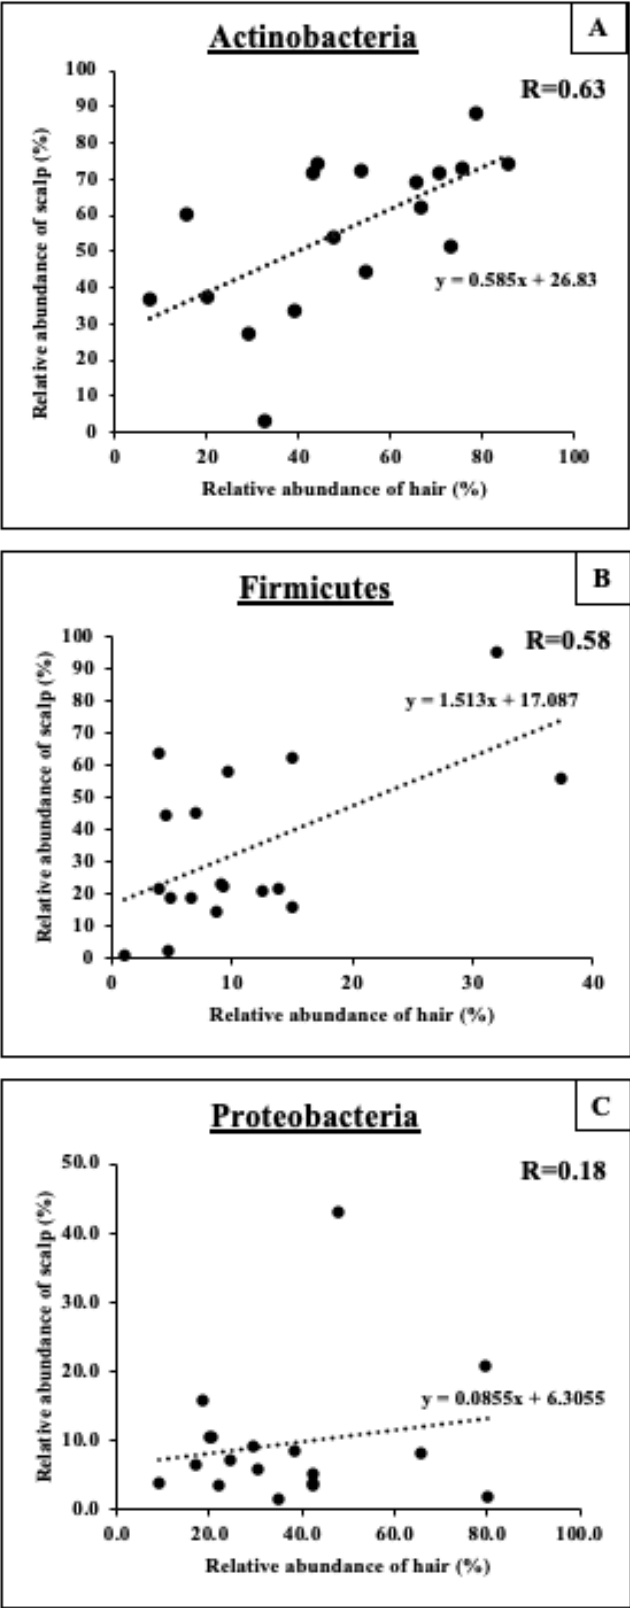 A
Actinobacteria
R=0.63
Relative abundance of scalp (%)
100
90
80
70
60
50
40
30
20
10
0
y = 0.585x + 26.83
0 20 40 60 80 100
Relative abundance of hair (%)
B
Firmicutes
R=0.58
Relative abundance of scalp (%)
100
90
80
70
60
50
40
30
20
10
0
y = 1.513x + 17.087
0 10 20 30 40
Relative abundance of hair (%)
C
Proteobacteria
R=0.18
Relative abundance of scalp (%)
50.0
40.0
30.0
20.0
10.0
0.0
y = 0.0855x + 6.3055
0.0 20.0 40.0 60.0 80.0 100.0
Relative abundance of hair (%)